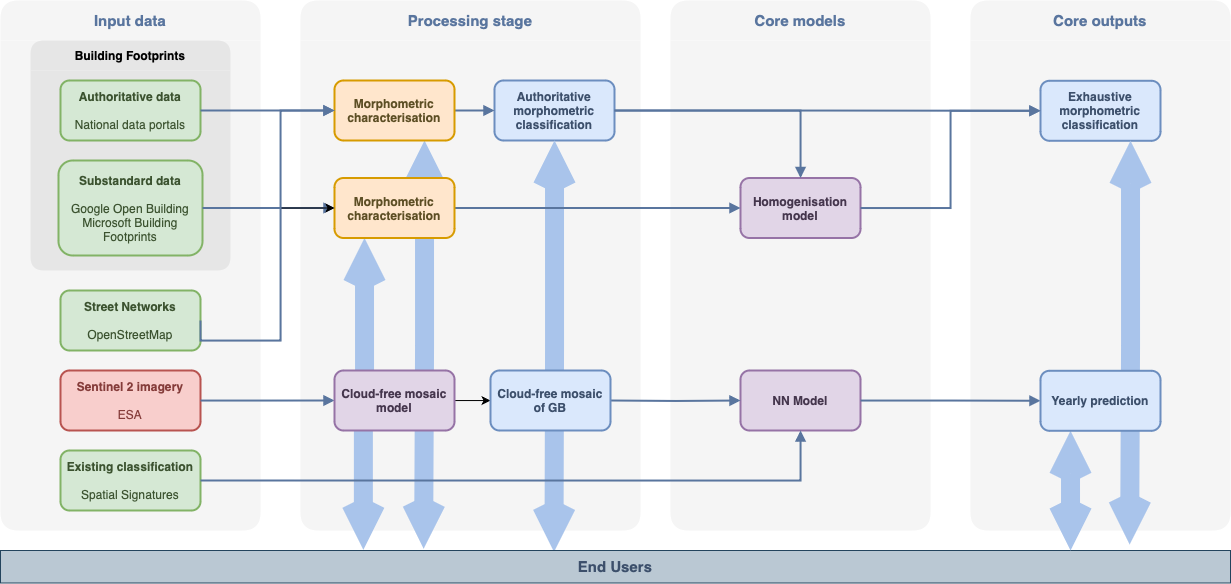 Input data
Processing stage
Core models
Core outputs
Building Footprints
Authoritative data
National data portals
Substandard data
Google Open Building
Microsoft Building
Footprints
Street Networks
OpenStreetMap
Sentinel 2 imagery
ESA
Existing classification
Spatial Signatures
Morphometric
characterisation
Authoritative
morphometric
classification
Morphometric
characterisation
Cloud-free mosaic
model
Cloud-free mosaic
of GB
Homogenisation
model
NN Model
Exhaustive
morphometric
classification
Yearly prediction
End Users